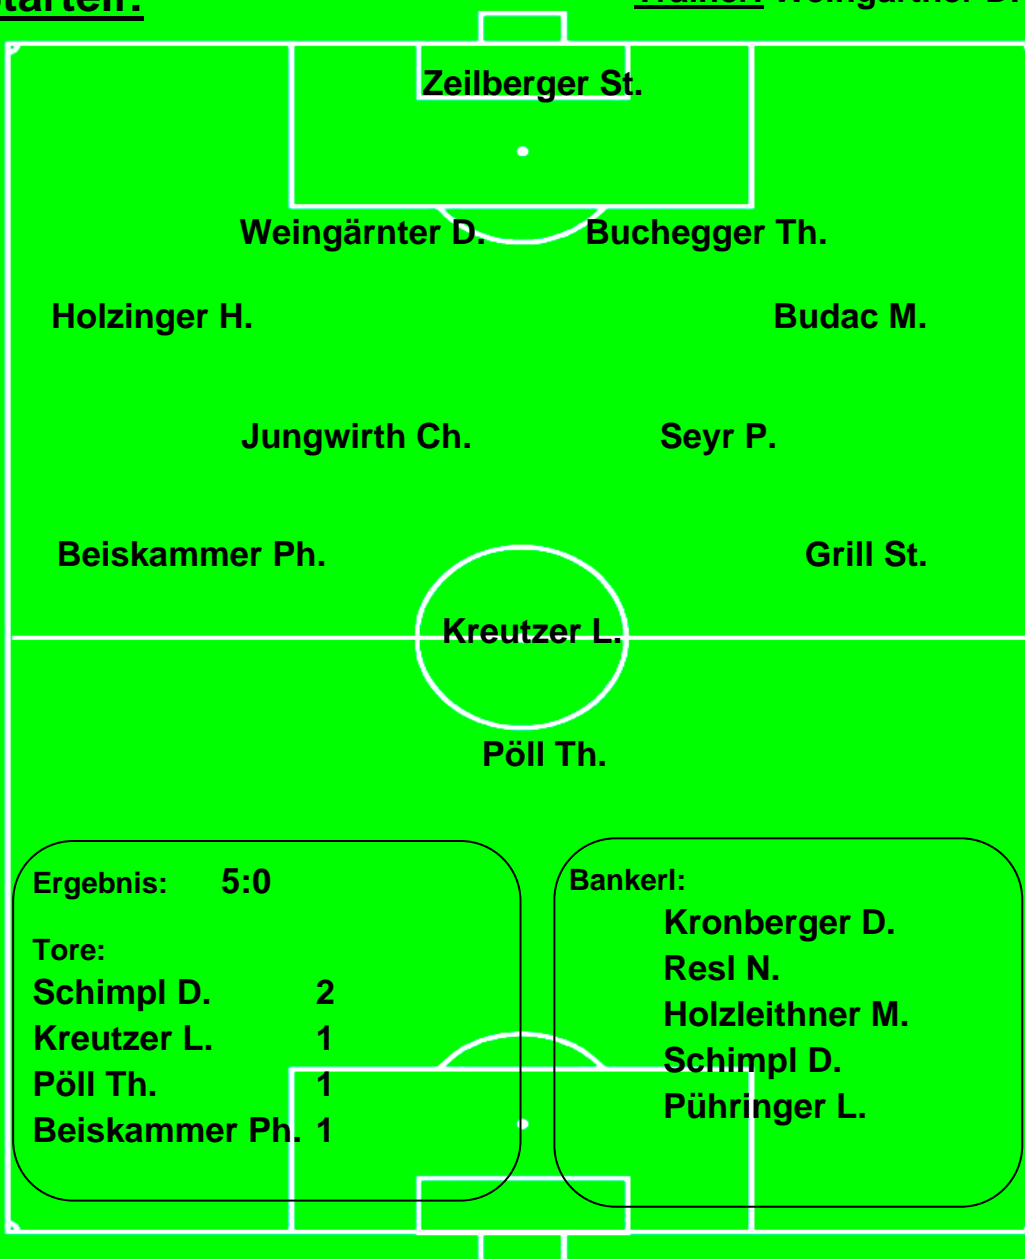 Zeilberger St.
Weingärnter D. Buchegger Th.
Holzinger H. Budac M.
Jungwirth Ch. Seyr P.
Beiskammer Ph. Grill St.
Kreutzer L.
Pöll Th.
Ergebnis: 5:0
Tore:
Schimpl D. 2
Kreutzer L. 1
Pöll Th. 1
Beiskammer Ph. 1
Bankerl:
Kronberger D.
Resl N.
Holzleithner M.
Schimpl D.
Pühringer L.